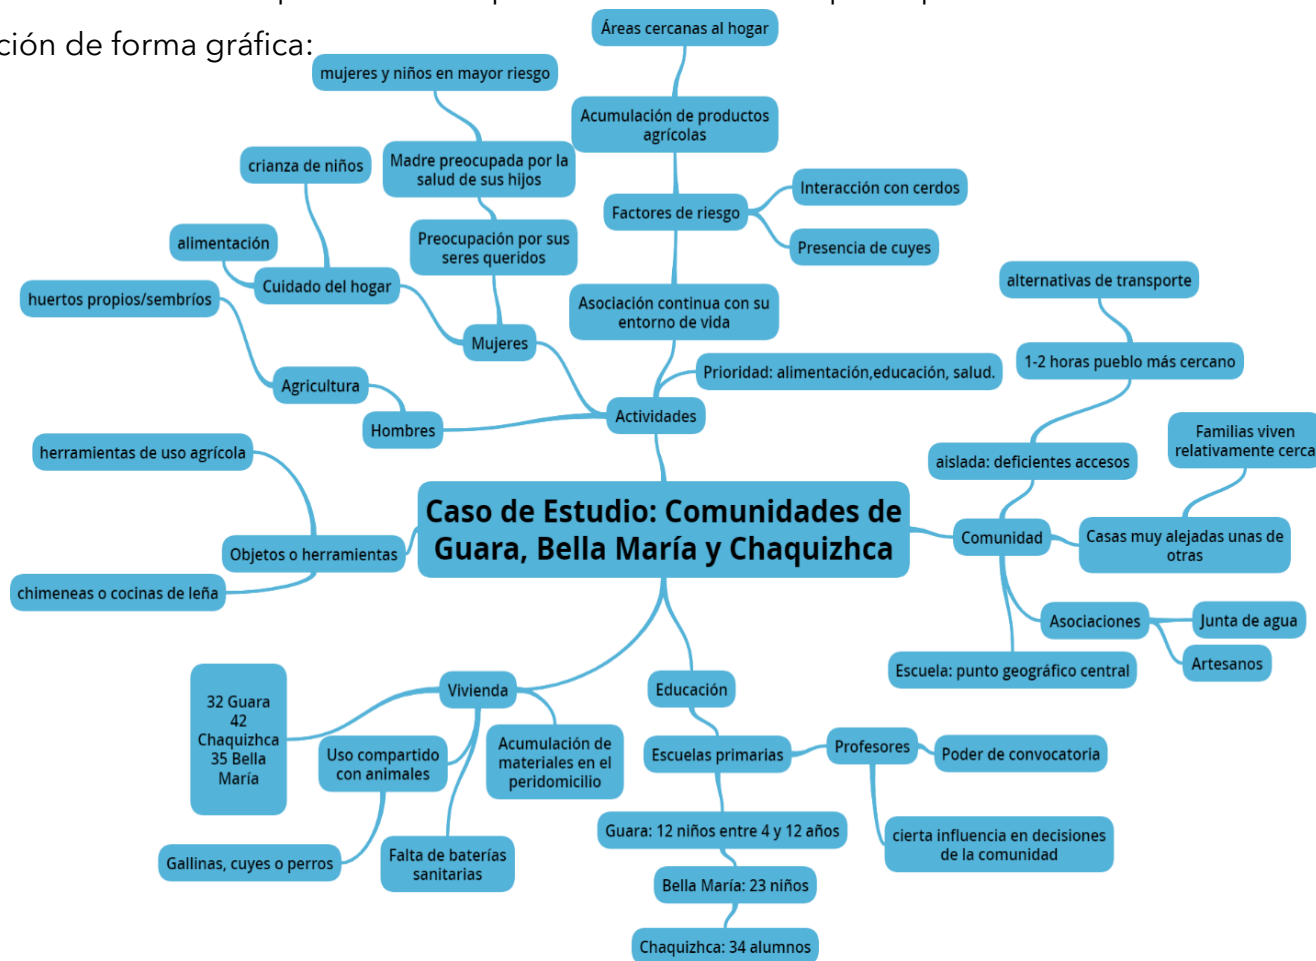 ción de forma gráfica:
Áreas cercanas al hogar
mujeres y niños en mayor riesgo
Acumulación de productos
agrícolas
crianza de niños
Madre preocupada por la
salud de sus hijos
Interacción con cerdos
Factores de riesgo
Presencia de cuyes
alimentación
Preocupación por sus
seres queridos
Cuidado del hogar
huertos propios/sembríos
Asociación continua con su
entorno de vida
alternativas de transporte
Mujeres
1-2 horas pueblo más cercano
Prioridad: alimentación,educación, salud.
Agricultura
Actividades
Hombres
Familias viven
relativamente cerca
herramientas de uso agrícola
aislada: deficientes accesos
Caso de Estudio: Comunidades de
Guara, Bella María y Chaquizhca
Comunidad
Casas muy alejadas unas de
otras
Objetos o herramientas
chimeneas o cocinas de leña
Asociaciones
Junta de agua
Artesanos
Escuela: punto geográfico central
Vivienda
Educación
32 Guara
42
Chaquizhca
35 Bella
María
Uso compartido
con animales
Acumulación de
materiales en el
peridomicilio
Escuelas primarias
Profesores
Poder de convocatoria
Gallinas, cuyes o perros
Falta de baterías
sanitarias
Guara: 12 niños entre 4 y 12 años
cierta influencia en decisiones
de la comunidad
Bella María: 23 niños
Chaquizhca: 34 alumnos